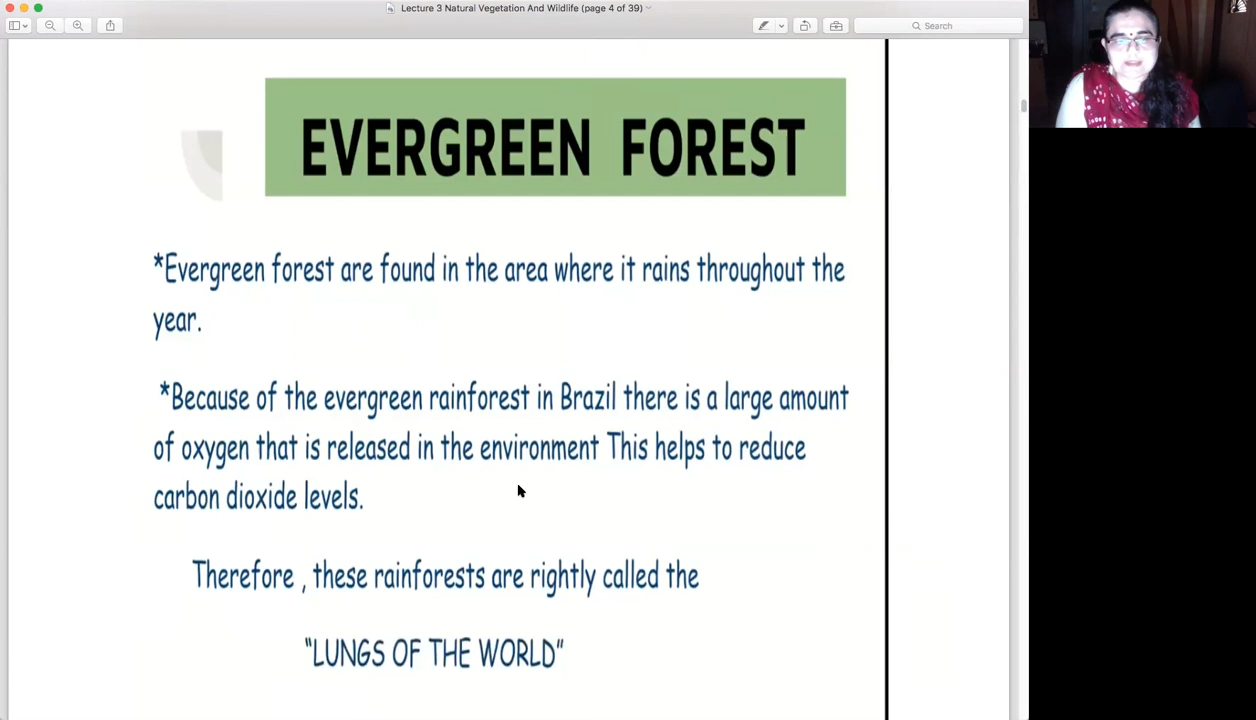 Lecture 3 Natural Vegetation And Wildlife (page 4 of 39)
Search
EVERGREEN FOREST
*Evergreen forest are found in the area where it rains throughout the
year.
*Because of the evergreen rainforest in Brazil there is a large amount
of oxygen that is released in the environment This helps to reduce
carbon dioxide levels.
Therefore , these rainforests are rightly called the
“LUNGS OF THE WORLD”